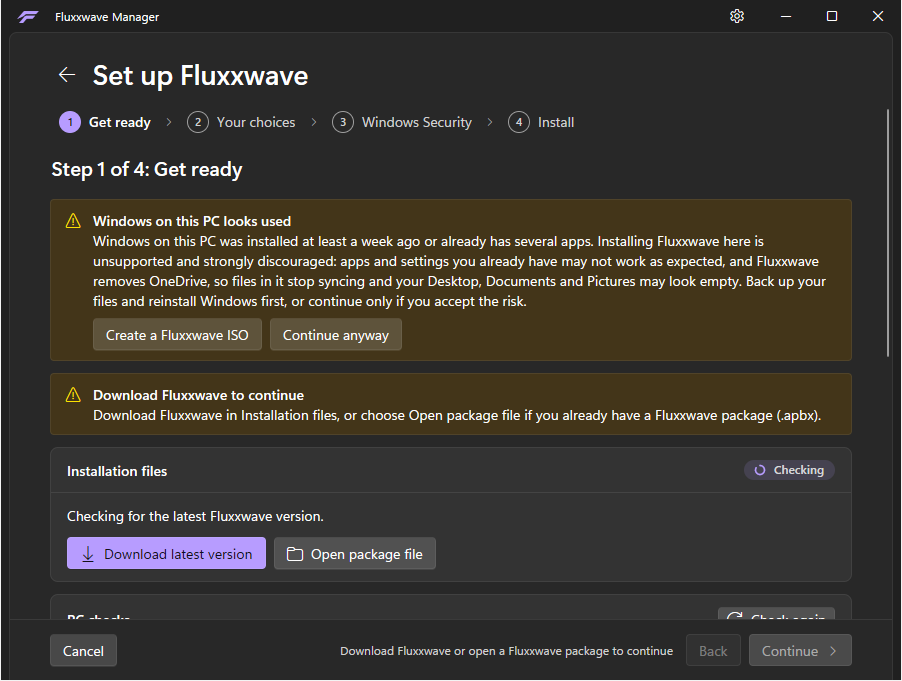 Fluxxwave Manager
Set up Fluxxwave
1 Get ready 2 Your choices 3 Windows Security 4 Install
Step 1 of 4: Get ready
Windows on this PC looks used
Windows on this PC was installed at least a week ago or already has several apps. Installing Fluxxwave here is
unsupported and strongly discouraged: apps and settings you already have may not work as expected, and Fluxxwave
removes OneDrive, so files in it stop syncing and your Desktop, Documents and Pictures may look empty. Back up your
files and reinstall Windows first, or continue only if you accept the risk.
Create a Fluxxwave ISO Continue anyway
Download Fluxxwave to continue
Download Fluxxwave in Installation files, or choose Open package file if you already have a Fluxxwave package (.apbx).
Installation files Checking
Checking for the latest Fluxxwave version.
Download latest version Open package file
PC checks Check again
Cancel Download Fluxxwave or open a Fluxxwave package to continue Back Continue